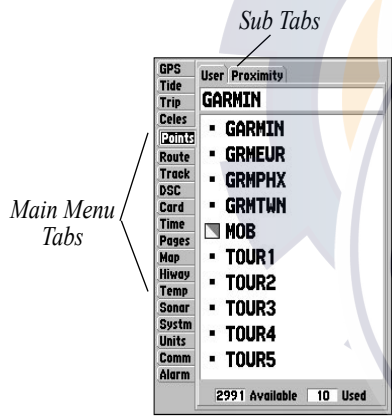 Sub Tabs
Main Menu
Tabs
GPS
Tide
Trip
Celes
Points
Route
Track
DSC
Card
Time
Pages
Map
Hiway
Temp
Sonar
Systm
Units
Comm
Alarm
User Proximity
GARMIN
GARMIN
GRMEUR
GRMPHX
GRMTWN
MOB
TOUR1
TOUR2
TOUR3
TOUR4
TOUR5
2991 Available 10 Used